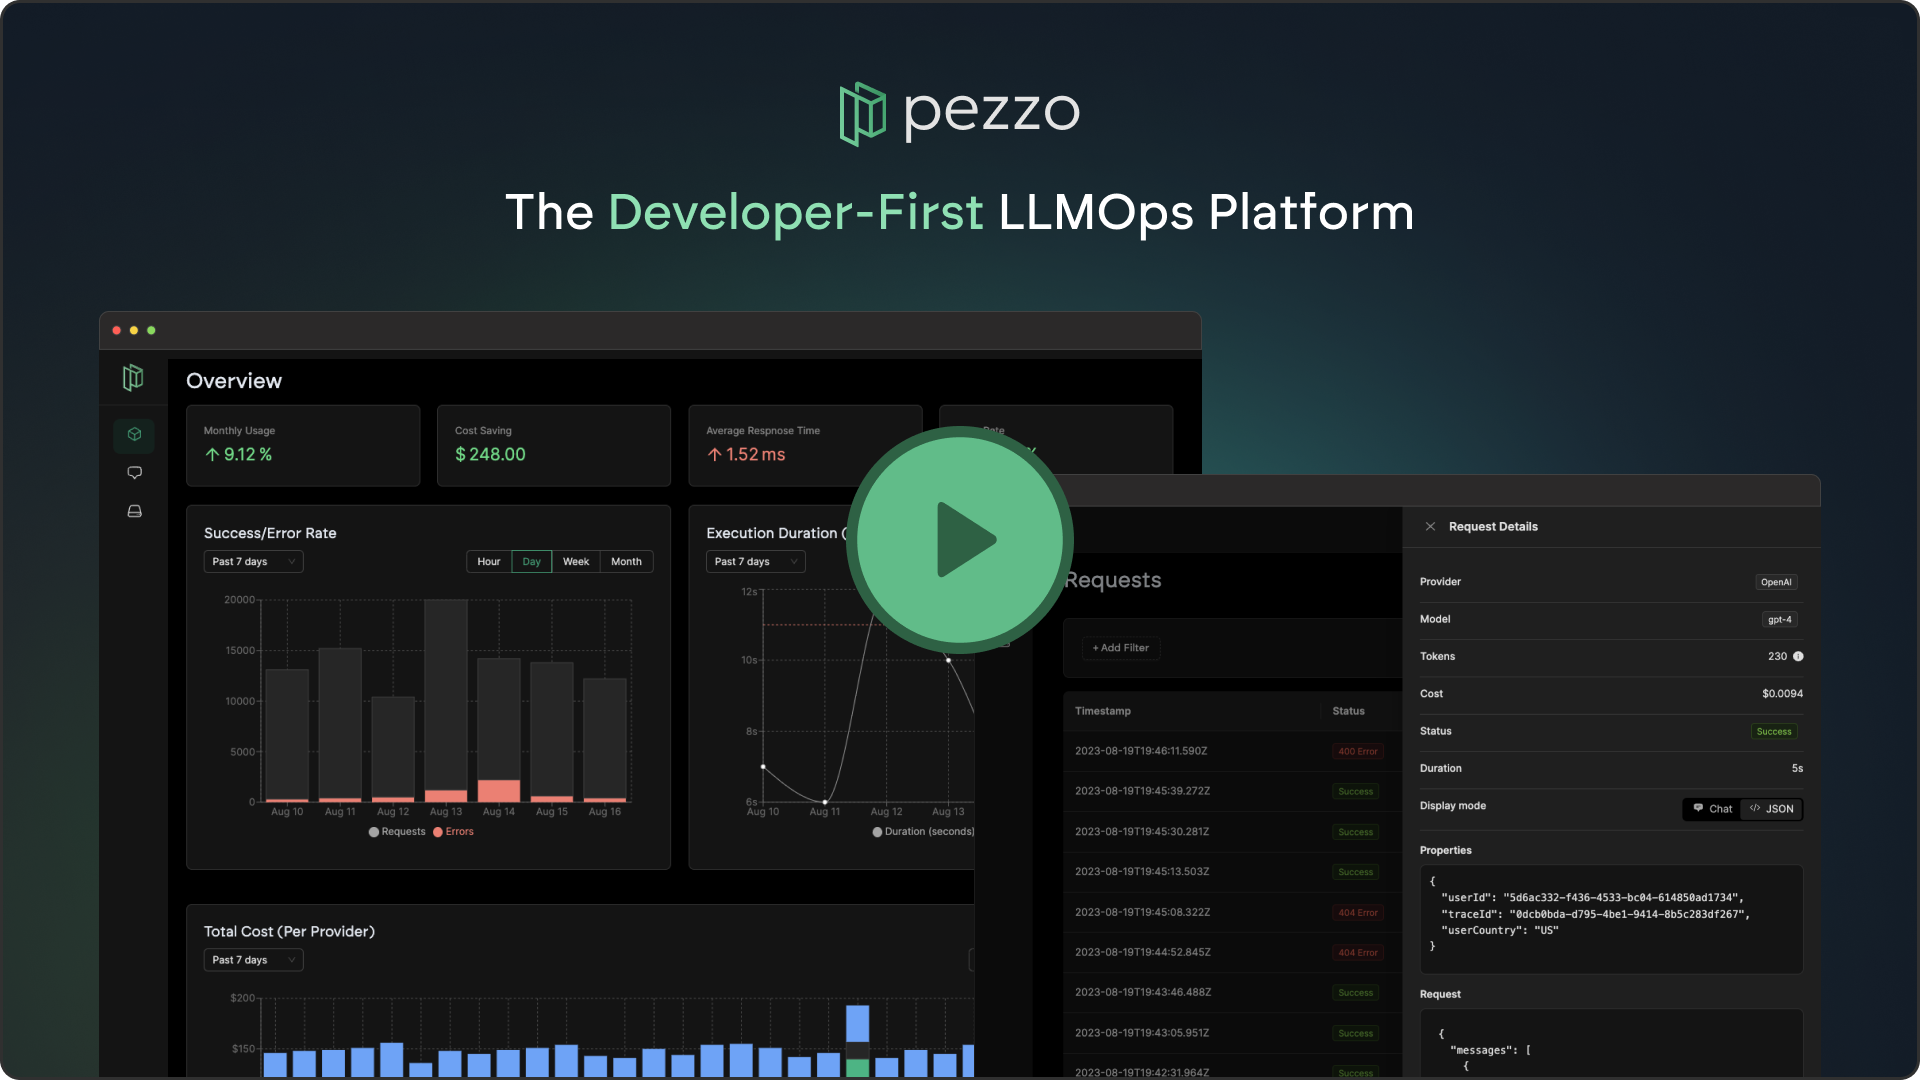 pezzo
The Developer-First LLMOps Platform
Overview
Monthly Usage
↑ 9.12 %
Cost Saving
$ 248.00
Average Respnose Time
↑ 1.52 ms
%
Success/Error Rate
Past 7 days
Hour Day Week Month
20000
15000
10000
5000
0
Aug 10 Aug 11 Aug 12 Aug 13 Aug 14 Aug 15 Aug 16
Requests Errors
Execution Duration (
Past 7 days
12s
10s
8s
6s
Aug 10 Aug 11 Aug 12 Aug 13
Duration (seconds)
Total Cost (Per Provider)
Past 7 days
$200
$150
Requests
+ Add Filter
Timestamp Status
2023-08-19T19:46:11.590Z 400 Error
2023-08-19T19:45:39.272Z Success
2023-08-19T19:45:30.281Z Success
2023-08-19T19:45:13.503Z Success
2023-08-19T19:45:08.322Z 404 Error
2023-08-19T19:44:52.845Z 404 Error
2023-08-19T19:43:46.488Z Success
2023-08-19T19:43:05.951Z Success
2023-08-19T19:42:31.964Z Success
Request Details
Provider OpenAI
Model gpt-4
Tokens 230
Cost $0.0094
Status Success
Duration 5s
Display mode Chat </> JSON
Properties
{
"userId": "5d6ac332-f436-4533-bc04-614850ad1734",
"traceId": "0dcb0bda-d795-4be1-9414-8b5c283df267",
"userCountry": "US"
}
Request
{
"messages": [
{